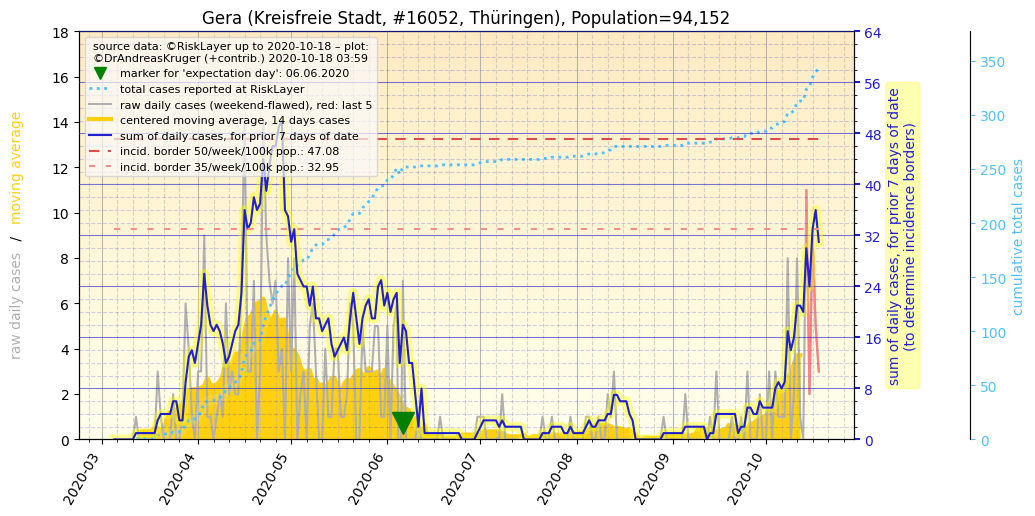 Gera (Kreisfreie Stadt, #16052, Thüringen), Population=94,152
source data: ©RiskLayer up to 2020-10-18 – plot:
©DrAndreasKruger (+contrib.) 2020-10-18 03:59
marker for 'expectation day': 06.06.2020
total cases reported at RiskLayer
raw daily cases (weekend-flawed), red: last 5
centered moving average, 14 days cases
sum of daily cases, for prior 7 days of date
incid. border 50/week/100k pop.: 47.08
incid. border 35/week/100k pop.: 32.95
raw daily cases / moving average
18
16
14
12
10
8
6
4
2
0
2020-03
2020-04
2020-05
2020-06
2020-07
2020-08
2020-09
2020-10
64
56
48
40
32
24
16
8
0
sum of daily cases, for prior 7 days of date
(to determine incidence borders)
350
300
250
200
150
100
50
0
cumulative total cases